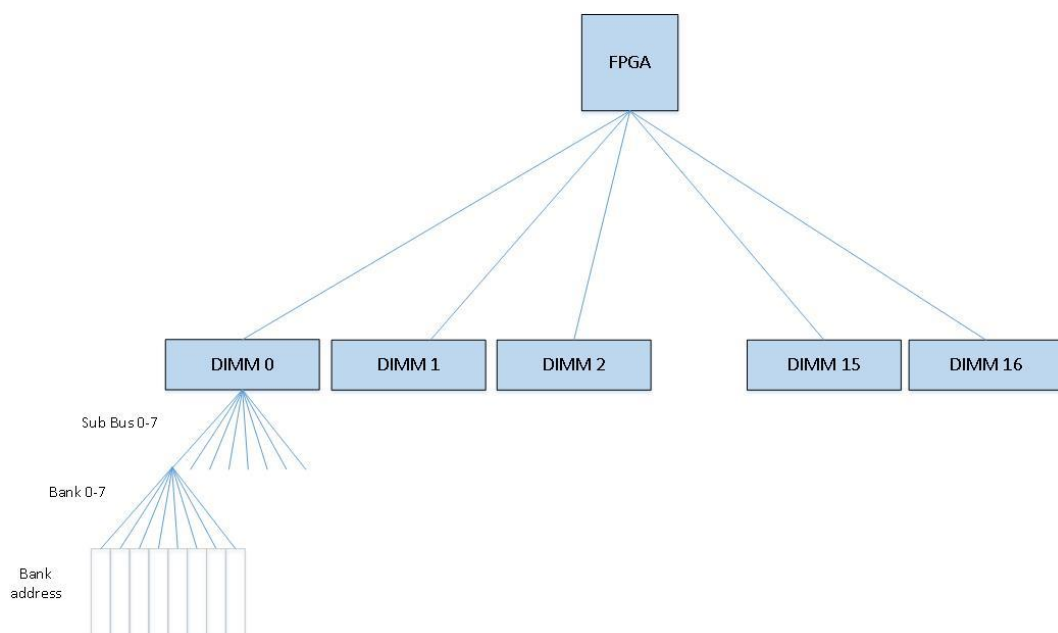 FPGA
DIMM 0
DIMM 1
DIMM 2
DIMM 15
DIMM 16
Sub Bus 0-7
Bank 0-7
Bank
address